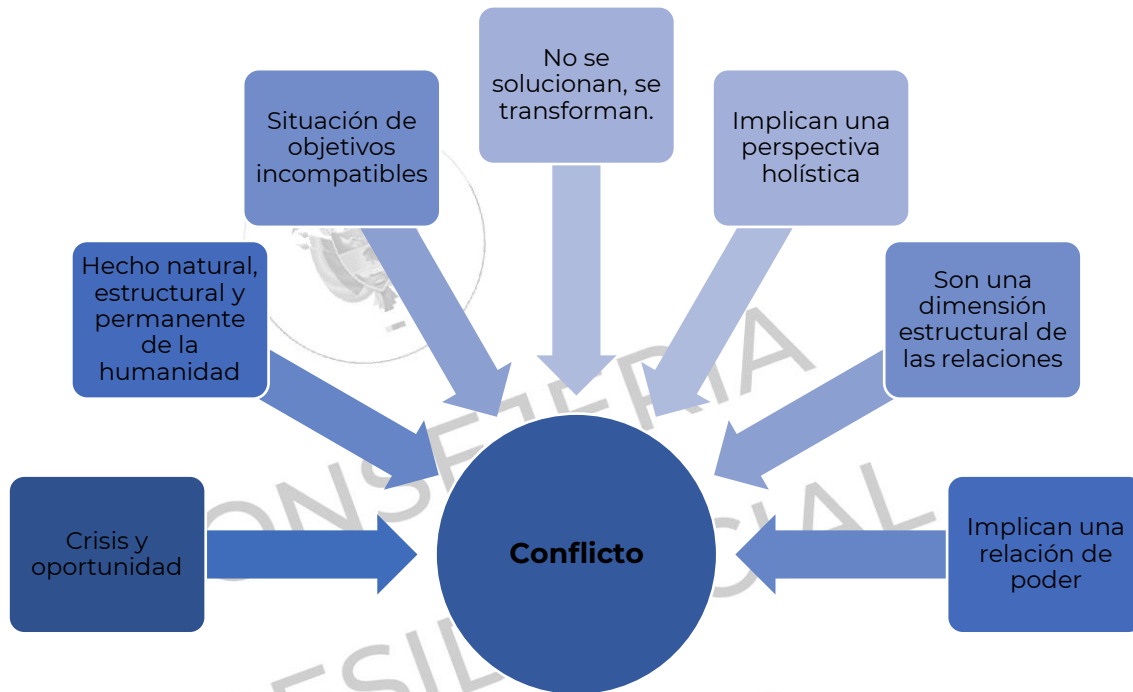 No se
solucionan, se
transforman.
Situación de
objetivos
incompatibles
Implican una
perspectiva
holística
Hecho natural,
estructural y
permanente
de la
humanidad
Son una
dimensión
estructural de
las relaciones
Crisis y
oportunidad
Conflicto
Implican una
relación de
poder